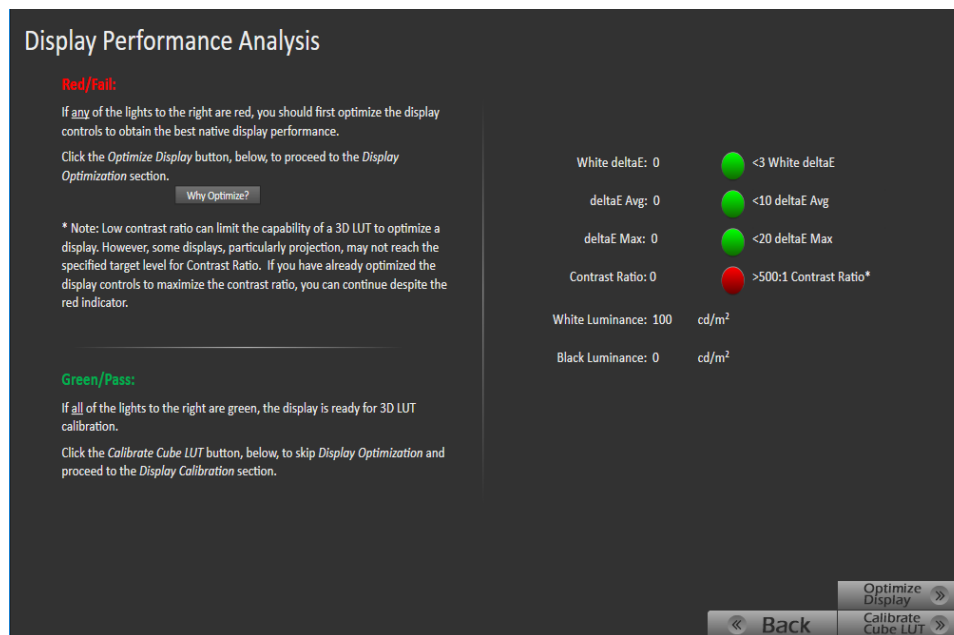 Display Performance Analysis
Red/Fail:
If any of the lights to the right are red, you should first optimize the display
controls to obtain the best native display performance.
Click the Optimize Display button, below, to proceed to the Display
Optimization section.
Why Optimize?
* Note: Low contrast ratio can limit the capability of a 3D LUT to optimize a
display. However, some displays, particularly projection, may not reach the
specified target level for Contrast Ratio. If you have already optimized the
display controls to maximize the contrast ratio, you can continue despite the
red indicator.
Green/Pass:
If all of the lights to the right are green, the display is ready for 3D LUT
calibration.
Click the Calibrate Cube LUT button, below, to skip Display Optimization and
proceed to the Display Calibration section.
White deltaE: 0 <3 White deltaE
deltaE Avg: 0 <10 deltaE Avg
deltaE Max: 0 <20 deltaE Max
Contrast Ratio: 0 >500:1 Contrast Ratio*
White Luminance: 100 cd/m²
Black Luminance: 0 cd/m²
Optimize
Display »
« Back
Calibrate
Cube LUT »